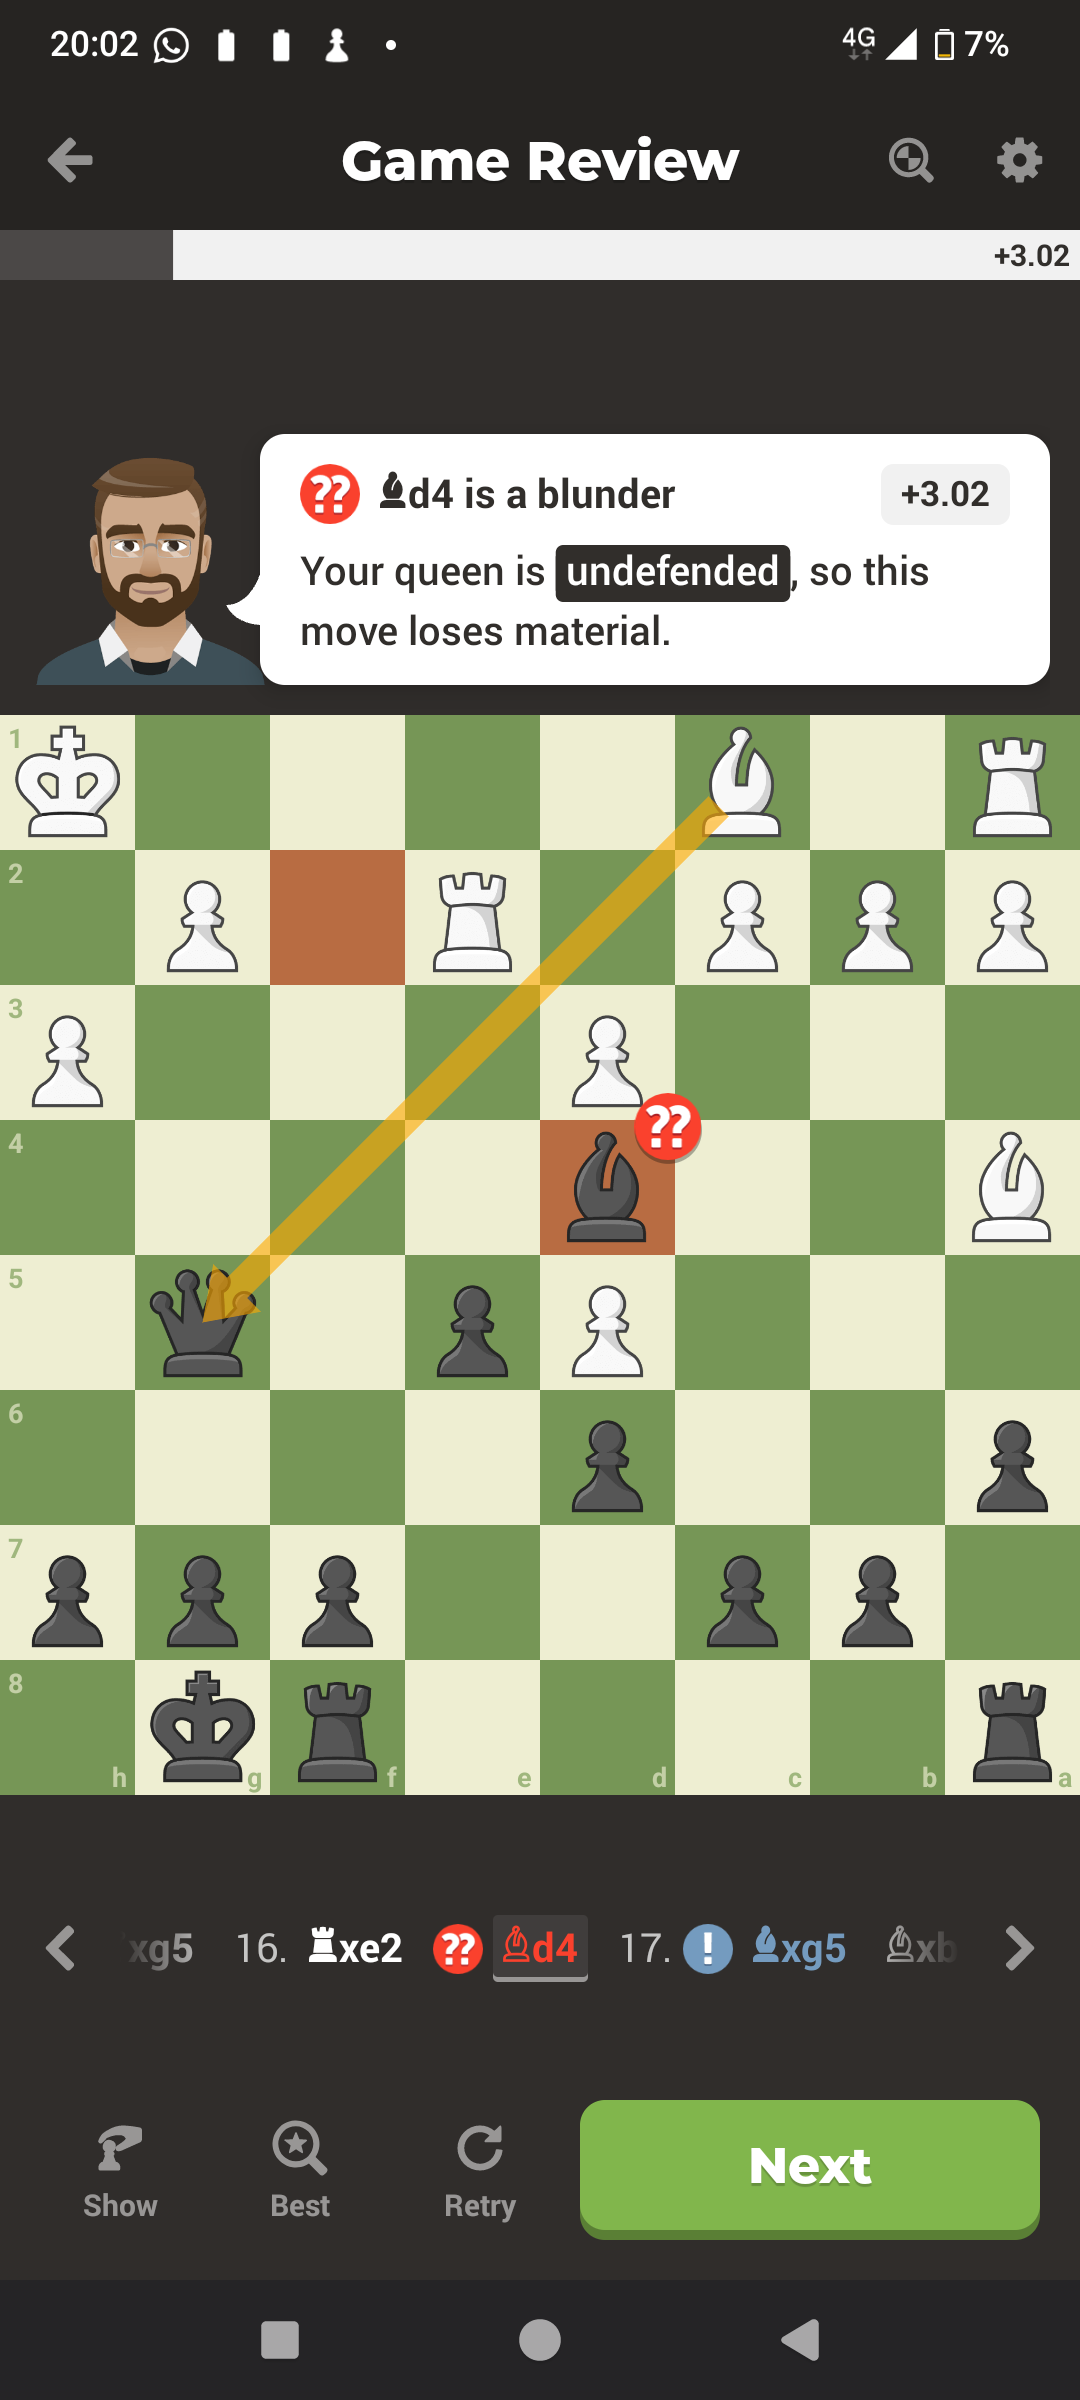 20:02 4G 7%
Game Review
+3.02
?? d4 is a blunder +3.02
Your queen is undefended, so this
move loses material.
1
2
3
??
4
5
6
7
8
h g f e d c b a
xg5 16. xe2 ?? d4 17. ! xg5 xb
Show Best Retry Next